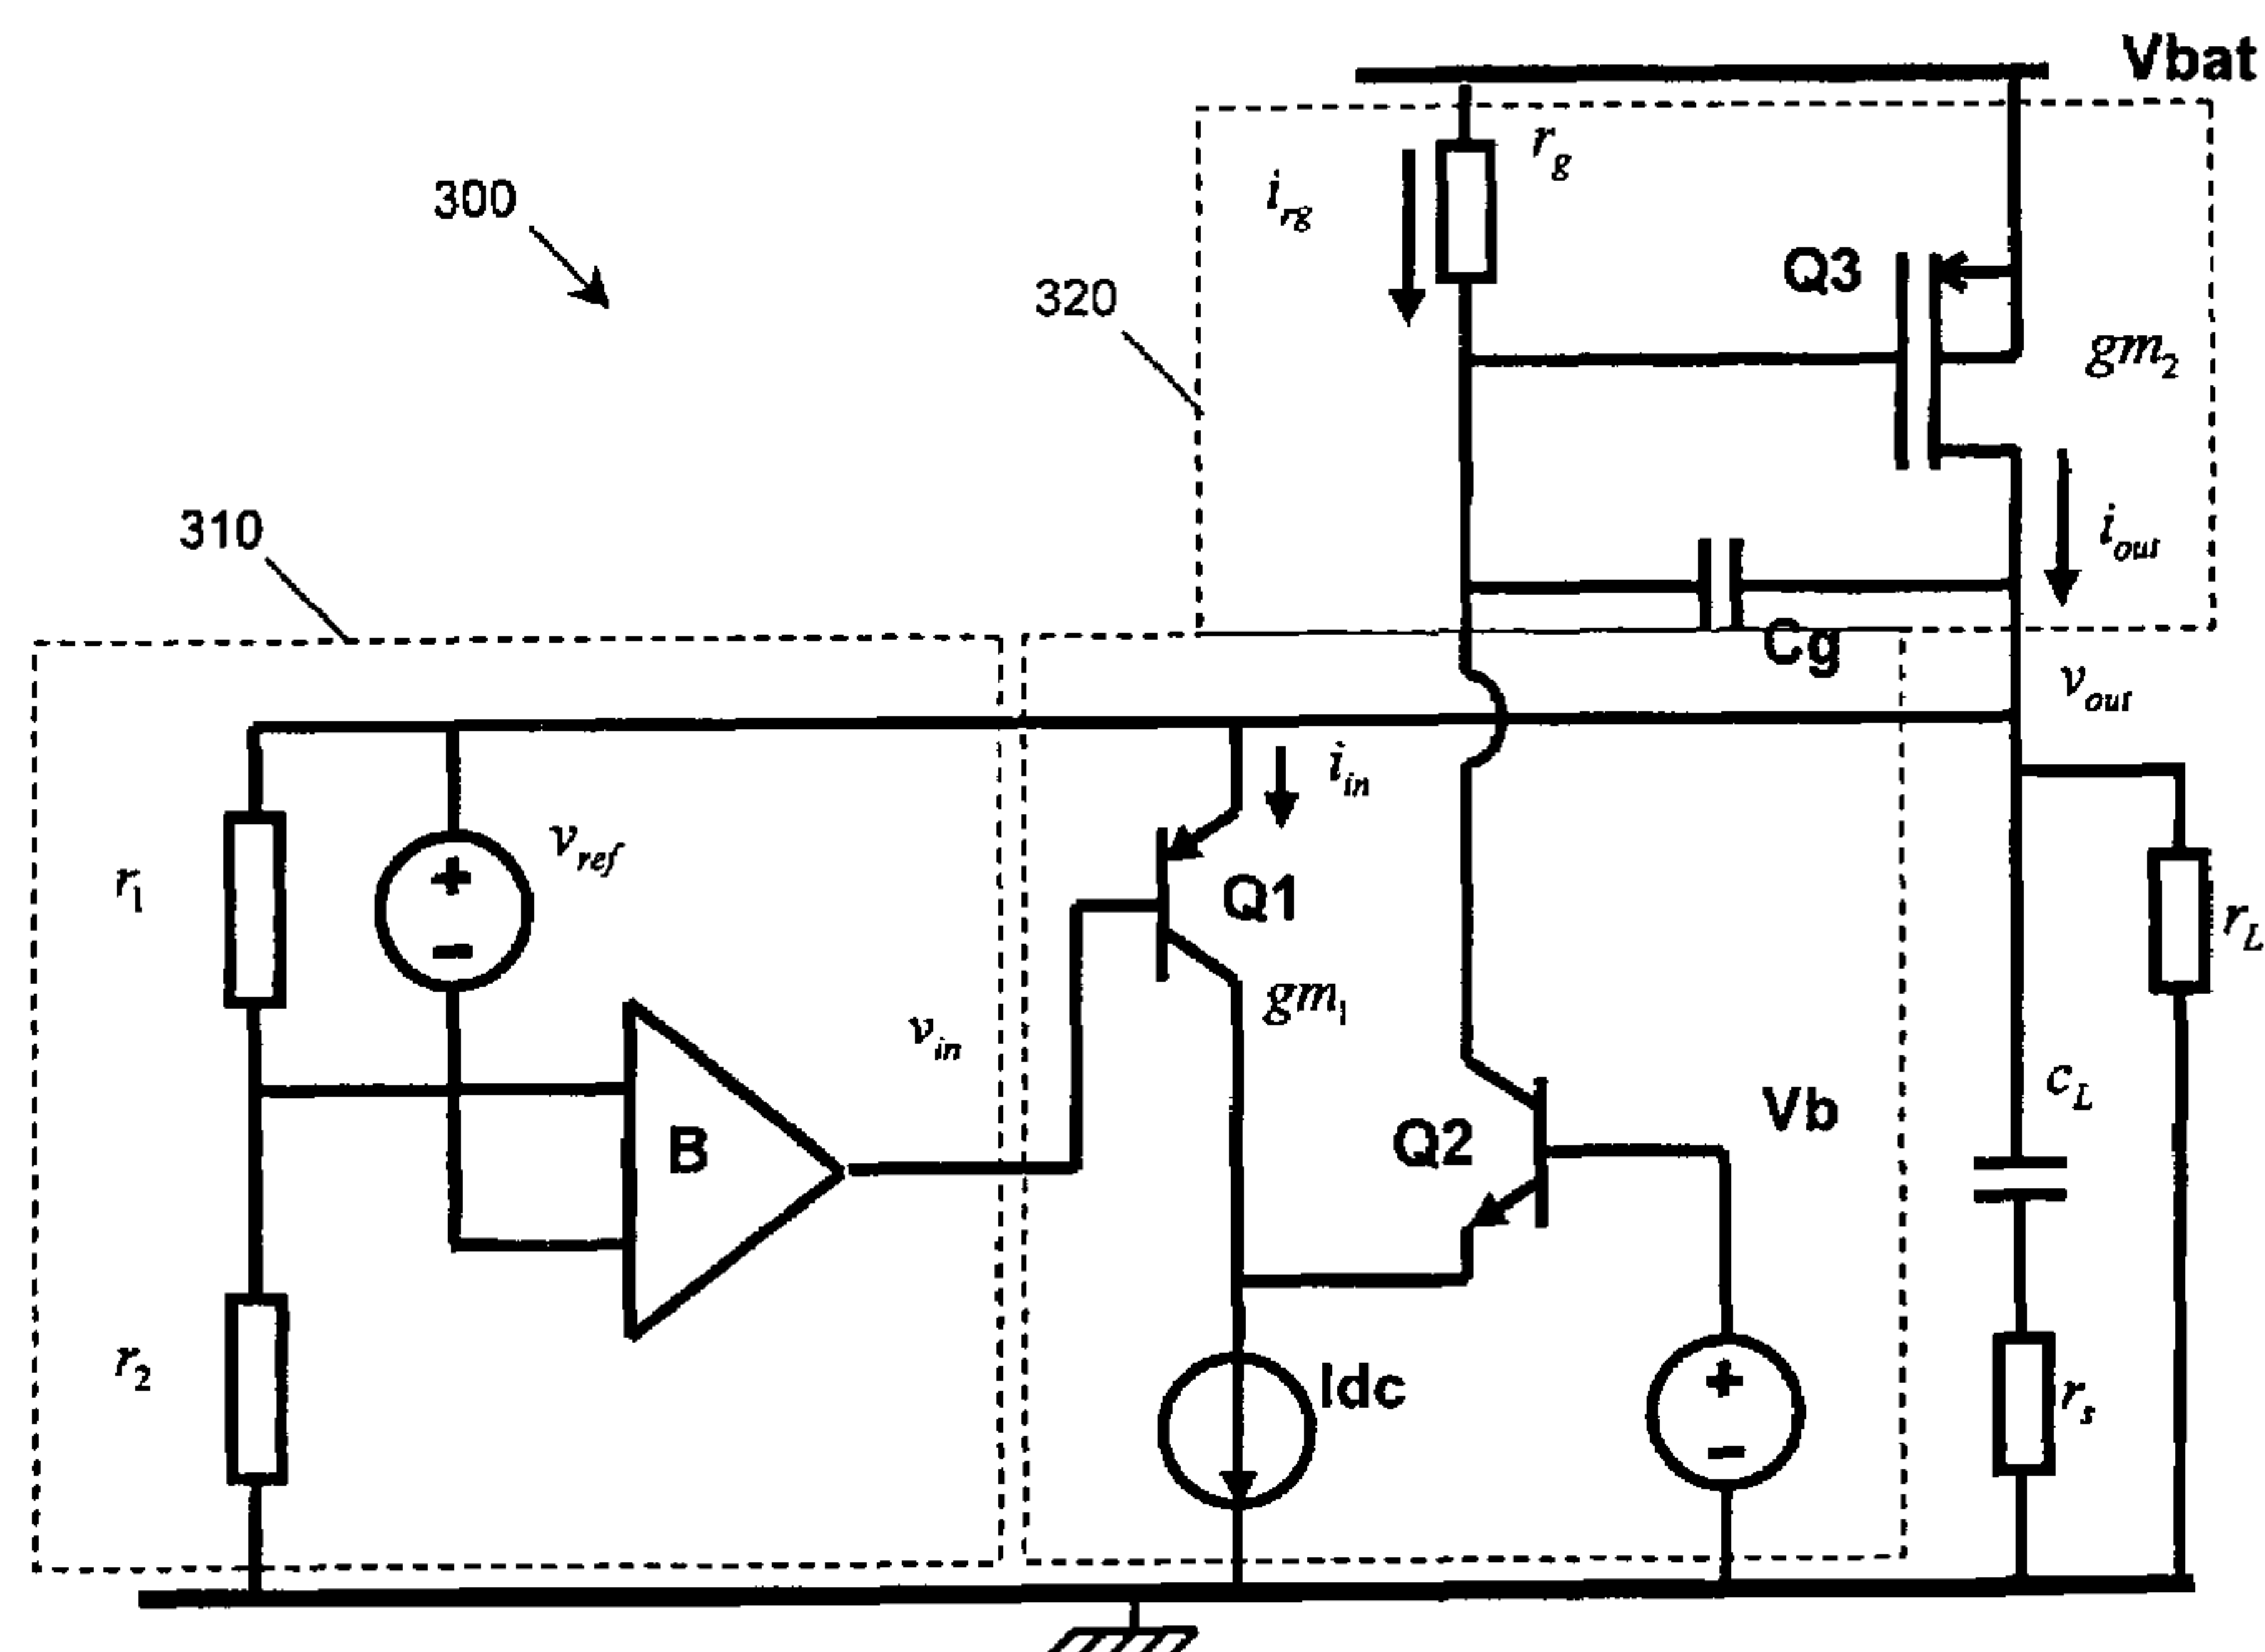 Vbat
300
i_rg
r_g
Q3
320
gm_2
310
i_out
Cg
v_out
i_in
v_ref
r_1
Q1
r_L
v_in
gm_1
c_L
Vb
B
Q2
r_2
Idc
r_s